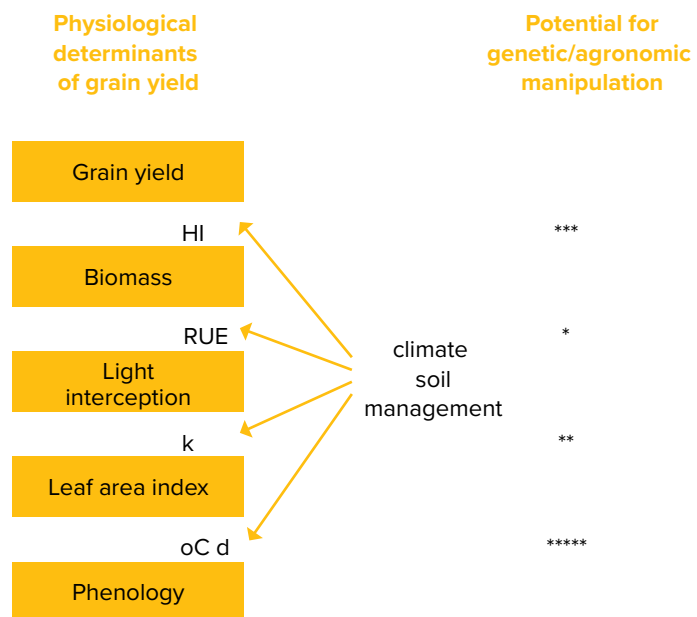 Physiological
determinants
of grain yield
Potential for
genetic/agronomic
manipulation
Grain yield
HI
***
Biomass
RUE
*
climate
soil
management
Light
interception
k
**
Leaf area index
oC d
*****
Phenology